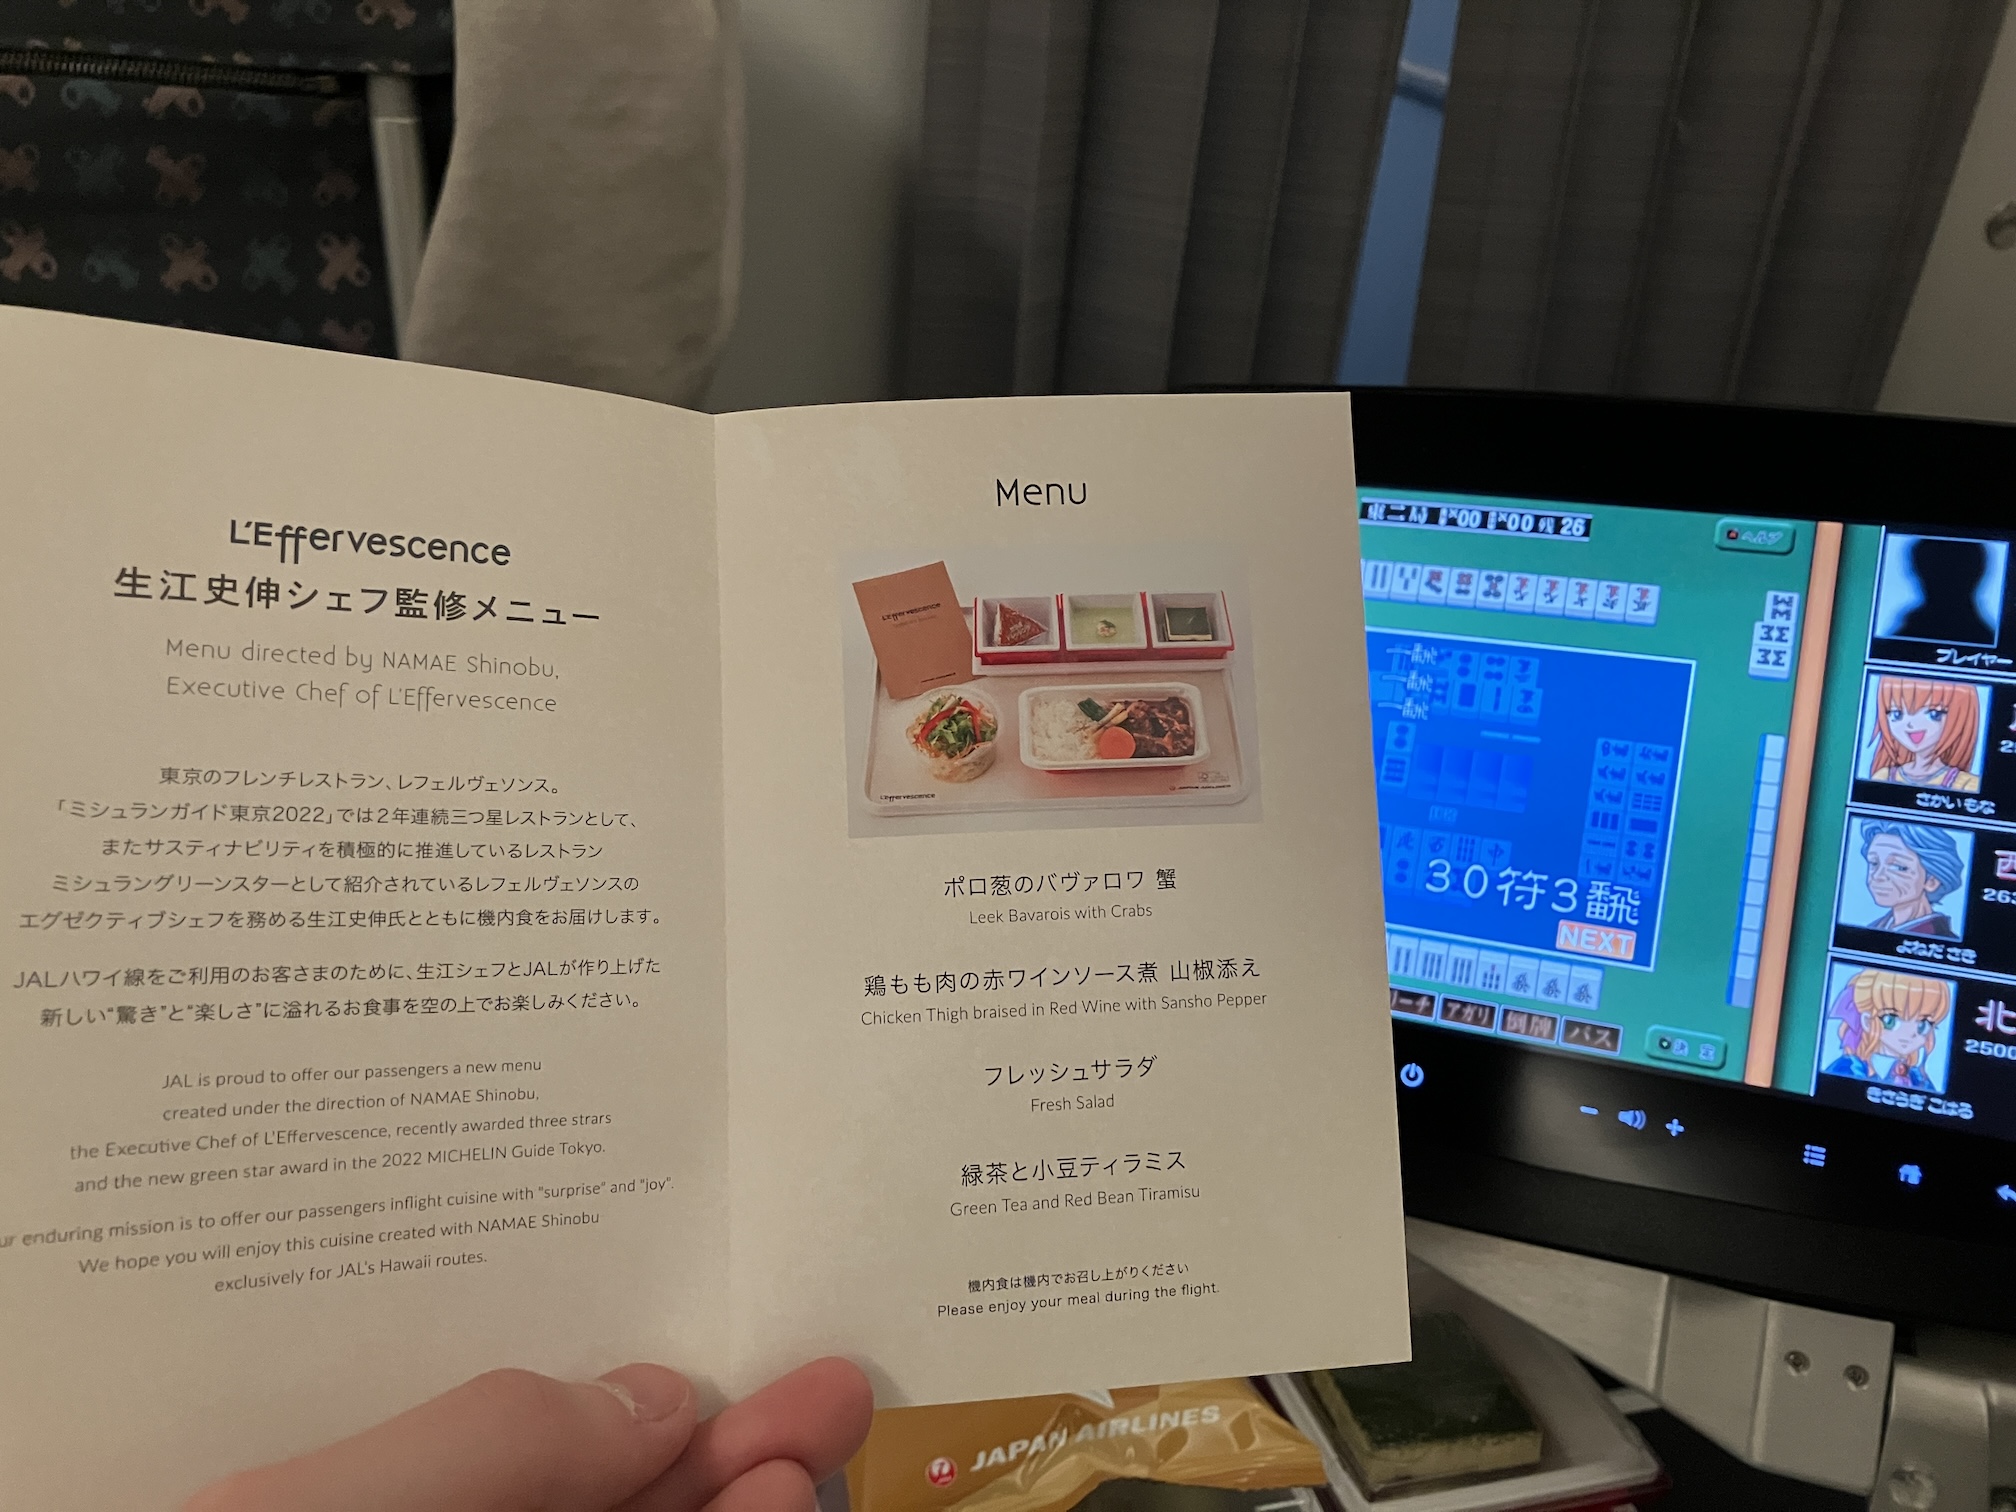 L'Effervescence
生江史伸シェフ監修メニュー
Menu directed by NAMAE Shinobu,
Executive Chef of L'Effervescence
東京のフレンチレストラン、レフェルヴェソンス。
「ミシュランガイド東京2022」では2年連続三つ星レストランとして、
またサスティナビリティを積極的に推進しているレストラン
ミシュラングリーンスターとして紹介されているレフェルヴェソンスの
エグゼクティブシェフを務める生江史伸氏とともに機内食をお届けします。
JALハワイ線をご利用のお客さまのために、生江シェフとJALが作り上げた
新しい"驚き"と"楽しさ"に溢れるお食事を空の上でお楽しみください。
JAL is proud to offer our passengers a new menu
created under the direction of NAMAE Shinobu,
the Executive Chef of L'Effervescence, recently awarded three strars
and the new green star award in the 2022 MICHELIN Guide Tokyo.
ur enduring mission is to offer our passengers inflight cuisine with "surprise" and "joy".
We hope you will enjoy this cuisine created with NAMAE Shinobu
exclusively for JAL's Hawaii routes.
Menu
L'Effervescence
L'Effervescence
ポロ葱のバヴァロワ 蟹
Leek Bavarois with Crabs
鶏もも肉の赤ワインソース煮 山椒添え
Chicken Thigh braised in Red Wine with Sansho Pepper
フレッシュサラダ
Fresh Salad
緑茶と小豆ティラミス
Green Tea and Red Bean Tiramisu
機内食は機内でお召し上がりください
Please enjoy your meal during the flight.
JAPAN AIRLINES
26
ヘルプ
一飜
一飜
一飜
30符3飜
NEXT
リーチ
アガリ
倒牌
パス
決定
プレイヤー
さかい もな
よねだ さき
西
263
きさらぎ こはる
北
2500